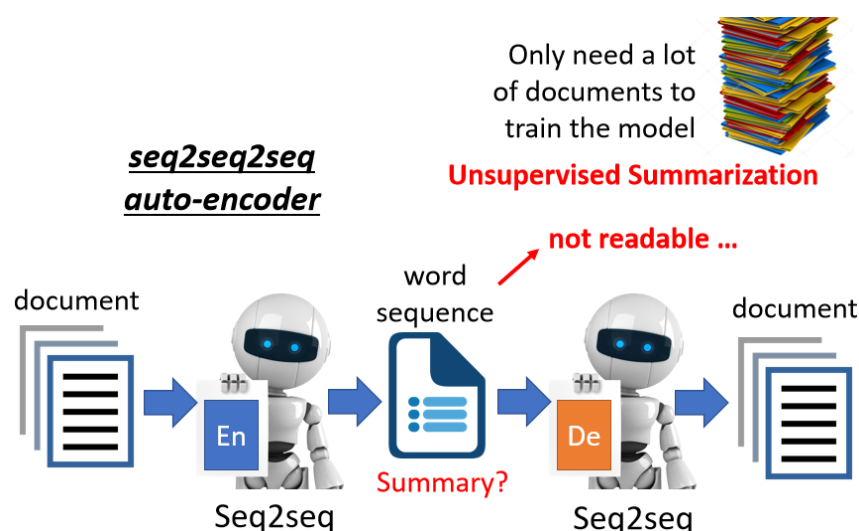 Only need a lot
of documents to
train the model
Unsupervised Summarization
seq2seq2seq
auto-encoder
not readable …
document
word
sequence
document
En
De
Summary?
Seq2seq
Seq2seq